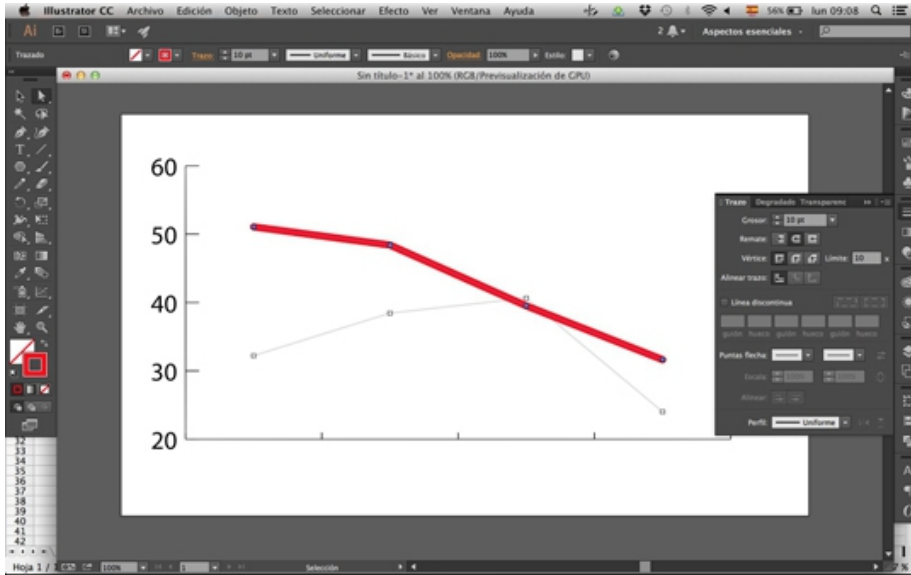 Illustrator CC Archivo Edición Objeto Texto Seleccionar Efecto Ver Ventana Ayuda 56% lun 09:08
Ai 2 Aspectos esenciales
Trazado Trazo: 10 pt Uniforme Básico Opacidad: 100% Estilo:
Sin título-1* al 100% (RGB/Previsualización de GPU)
60
50
40
30
20
Trazo Degradado Transparenc
Grosor: 10 pt
Remate:
Vértice: Límite: 10 x
Alinear trazo:
Línea discontinua
guión hueco guión hueco guión hueco
Puntas flecha:
Escala: 100% 100%
Alinear:
Perfil: Uniforme
32
33
34
35
36
37
38
39
40
41
42
Hoja 1 / 100% 1 Selección